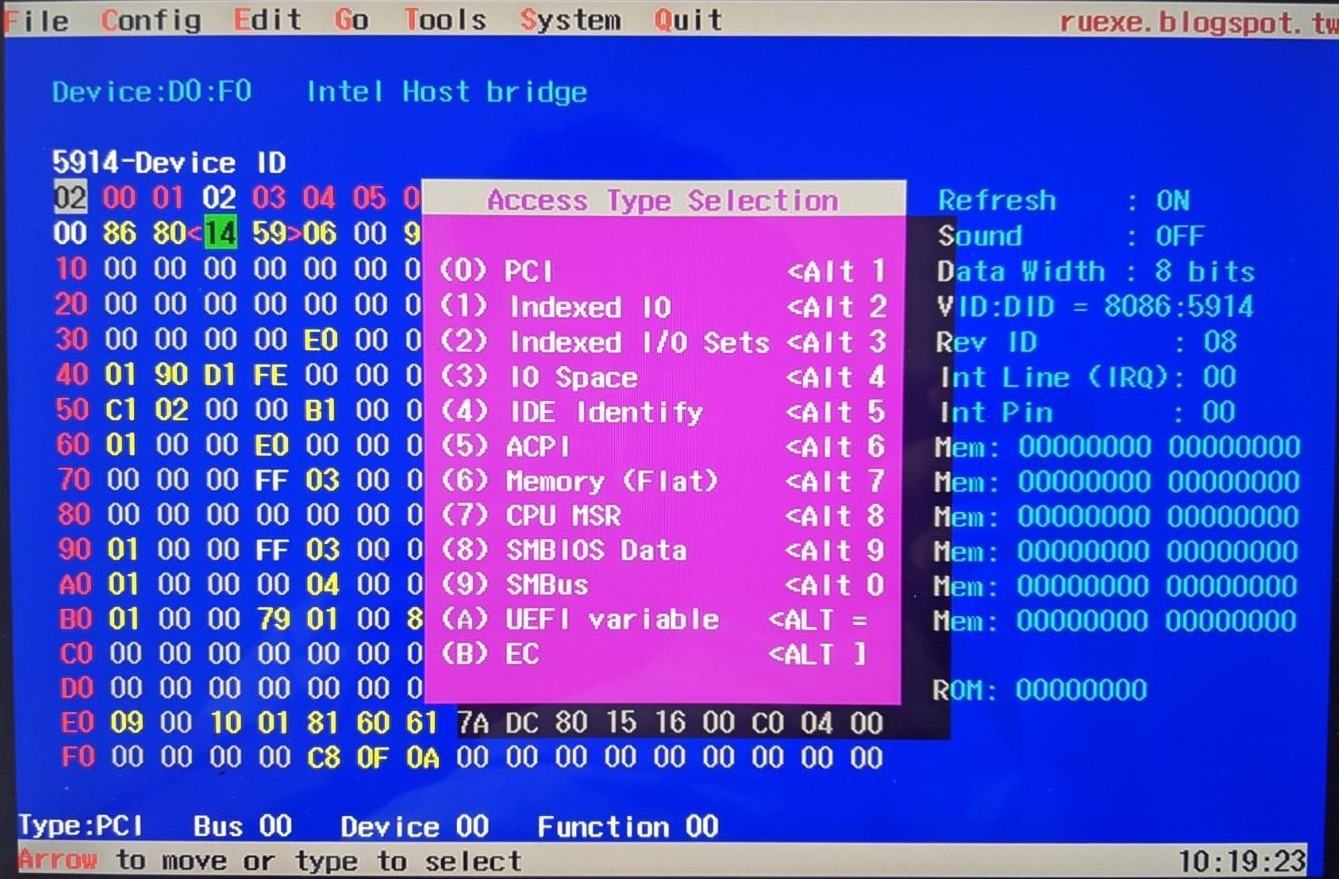 File Config Edit Go Tools System Quit ruexe.blogspot.tw
Device:D0:F0 Intel Host bridge
5914-Device ID
02 00 01 02 03 04 05 0
00 86 80<14 59>06 00 9
10 00 00 00 00 00 00 0
20 00 00 00 00 00 00 0
30 00 00 00 00 E0 00 0
40 01 90 D1 FE 00 00 0
50 C1 02 00 00 B1 00 0
60 01 00 00 E0 00 00 0
70 00 00 00 FF 03 00 0
80 00 00 00 00 00 00 0
90 01 00 00 FF 03 00 0
A0 01 00 00 00 04 00 0
B0 01 00 00 79 01 00 8
C0 00 00 00 00 00 00 0
D0 00 00 00 00 00 00 0
E0 09 00 10 01 81 60 61 7A DC 80 15 16 00 C0 04 00
F0 00 00 00 00 C8 0F 0A 00 00 00 00 00 00 00 00 00
Access Type Selection
(0) PCI <Alt 1
(1) Indexed IO <Alt 2
(2) Indexed I/O Sets <Alt 3
(3) IO Space <Alt 4
(4) IDE Identify <Alt 5
(5) ACPI <Alt 6
(6) Memory (Flat) <Alt 7
(7) CPU MSR <Alt 8
(8) SMBIOS Data <Alt 9
(9) SMBus <Alt 0
(A) UEFI variable <ALT =
(B) EC <ALT ]
Refresh : ON
Sound : OFF
Data Width : 8 bits
VID:DID = 8086:5914
Rev ID : 08
Int Line (IRQ): 00
Int Pin : 00
Mem: 00000000 00000000
Mem: 00000000 00000000
Mem: 00000000 00000000
Mem: 00000000 00000000
Mem: 00000000 00000000
Mem: 00000000 00000000
ROM: 00000000
Type:PCI Bus 00 Device 00 Function 00
Arrow to move or type to select 10:19:23